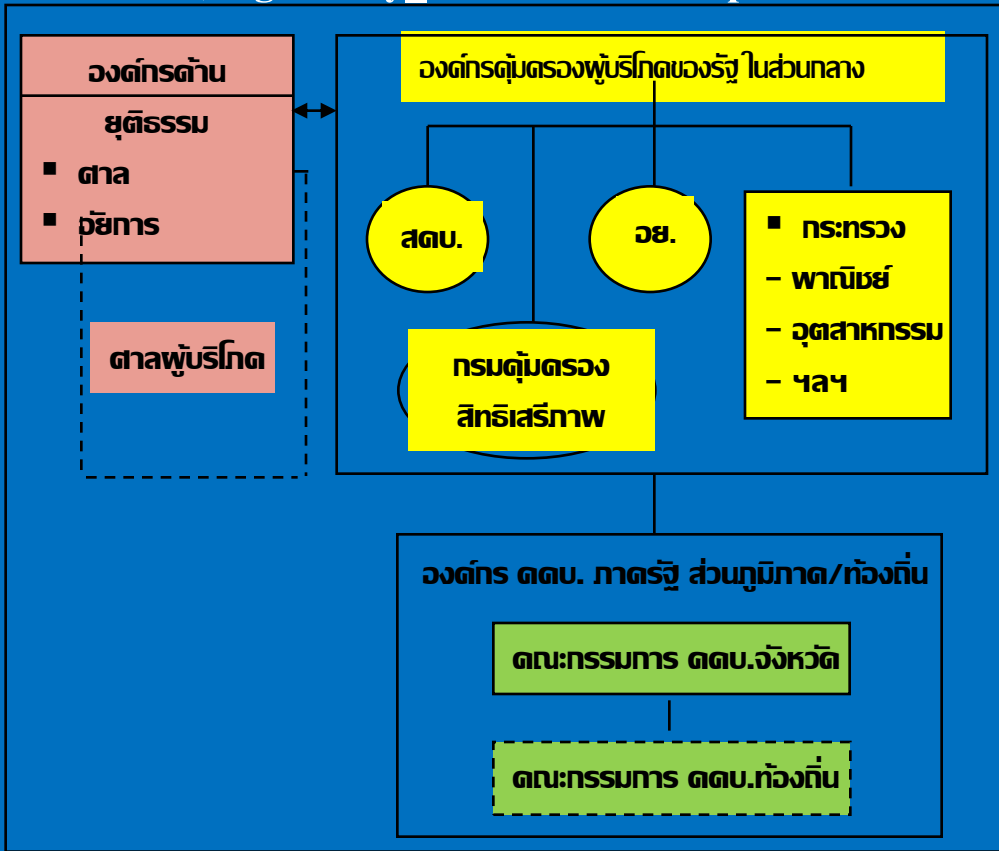 องค์กรด้าน
ยุติธรรม
▪ ศาล
▪ อัยการ
ศาลผู้บริโภค
องค์กรคุ้มครองผู้บริโภคของรัฐ ในส่วนกลาง
สคบ.
อย.
▪ กระทรวง
– พาณิชย์
– อุตสาหกรรม
– ฯลฯ
กรมคุ้มครอง
สิทธิเสรีภาพ
องค์กร คคบ. ภาครัฐ ส่วนภูมิภาค/ท้องถิ่น
คณะกรรมการ คคบ.จังหวัด
คณะกรรมการ คคบ.ท้องถิ่น